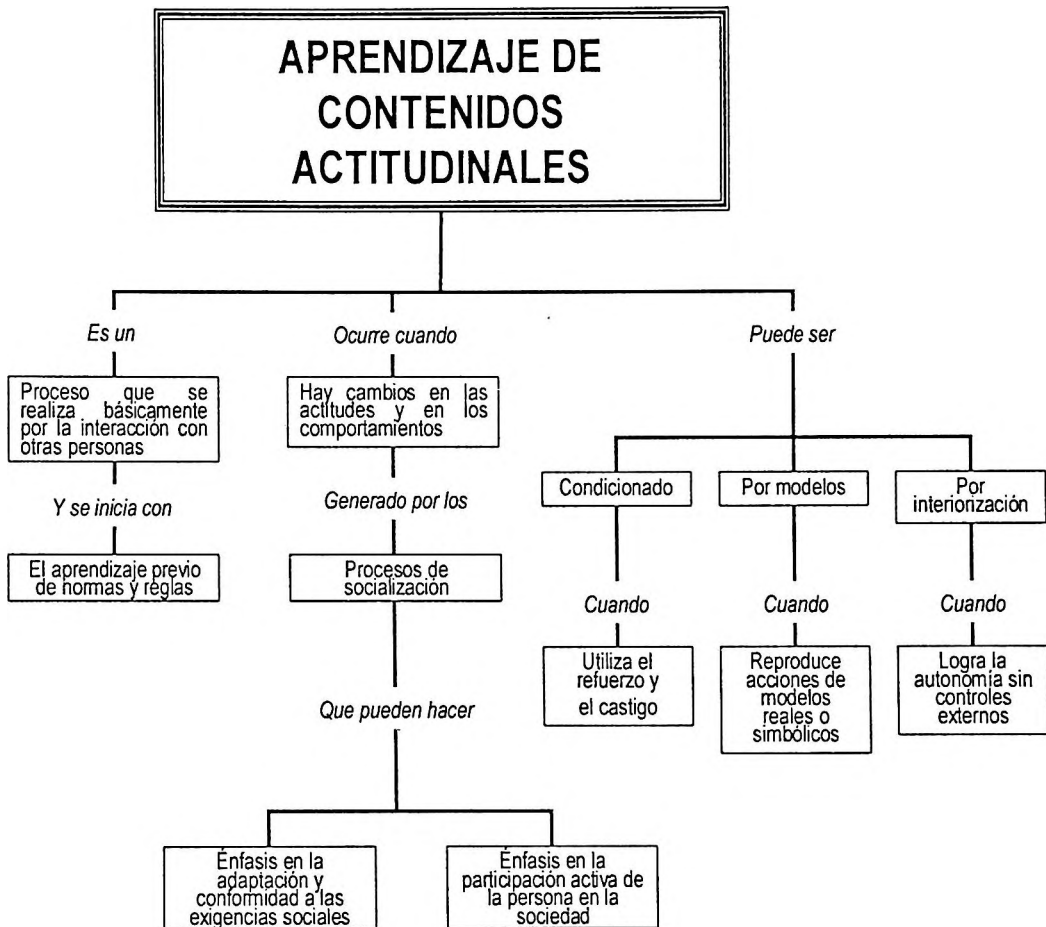 APRENDIZAJE DE
CONTENIDOS
ACTITUDINALES
Es un
Proceso que se
realiza básicamente
por la interacción con
otras personas
Y se inicia con
El aprendizaje previo
de normas y reglas
Ocurre cuando
Hay cambios en las
actitudes y en los
comportamientos
Generado por los
Procesos de
socialización
Que pueden hacer
Énfasis en la
adaptación y
conformidad a las
exigencias sociales
Énfasis en la
participación activa de
la persona en la
sociedad
Puede ser
Condicionado
Cuando
Utiliza el
refuerzo y
el castigo
Por modelos
Cuando
Reproduce
acciones de
modelos
reales o
simbólicos
Por
interiorización
Cuando
Logra la
autonomía sin
controles
externos